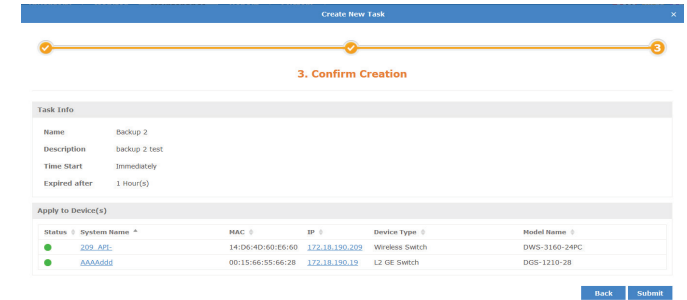 Create New Task ×
3
3. Confirm Creation
Task Info
Name Backup 2
Description backup 2 test
Time Start Immediately
Expired after 1 Hour(s)
Apply to Device(s)
Status System Name MAC IP Device Type Model Name
209_API- 14:D6:4D:60:E6:60 172.18.190.209 Wireless Switch DWS-3160-24PC
AAAAddd 00:15:66:55:66:28 172.18.190.19 L2 GE Switch DGS-1210-28
Back Submit